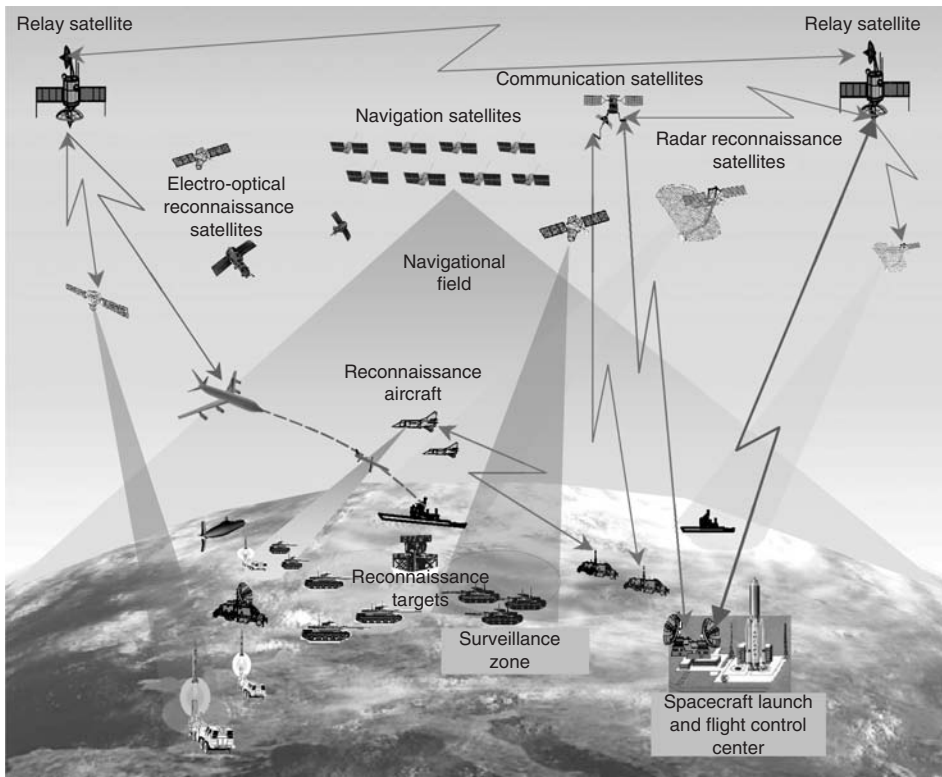 Relay satellite
Relay satellite
Communication satellites
Navigation satellites
Radar reconnaissance
satellites
Electro-optical
reconnaissance
satellites
Navigational
field
Reconnaissance
aircraft
Reconnaissance
targets
Surveillance
zone
Spacecraft launch
and flight control
center